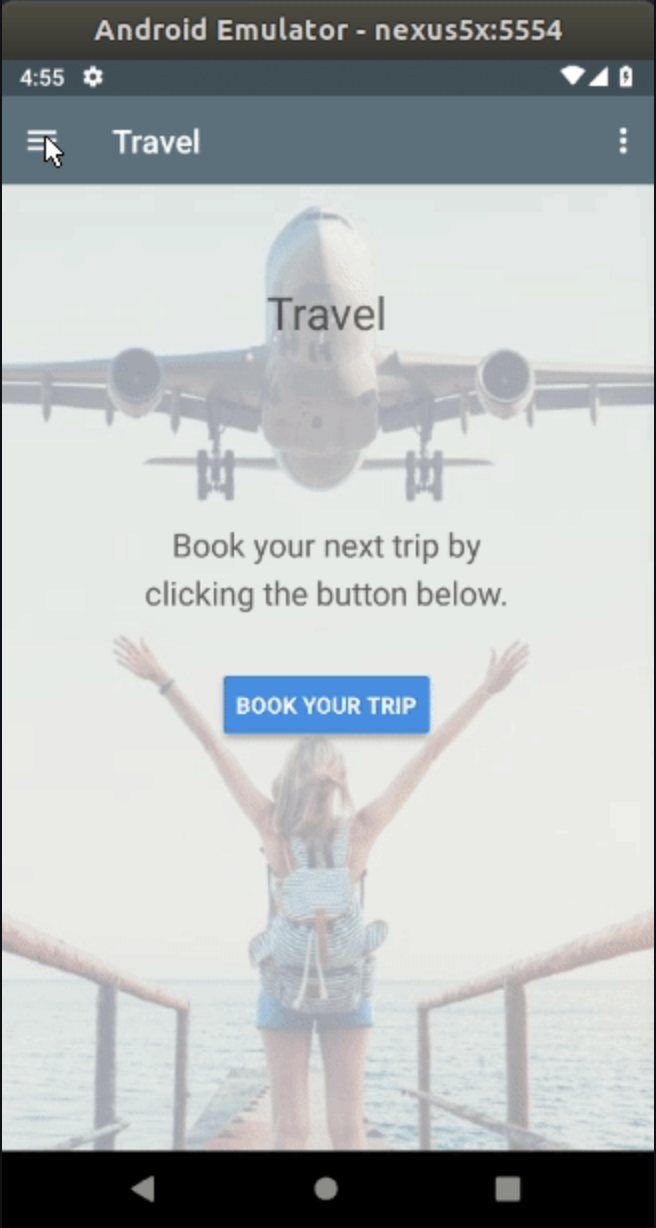 Android Emulator - nexus5x:5554
4:55
Travel
Travel
Book your next trip by
clicking the button below.
BOOK YOUR TRIP